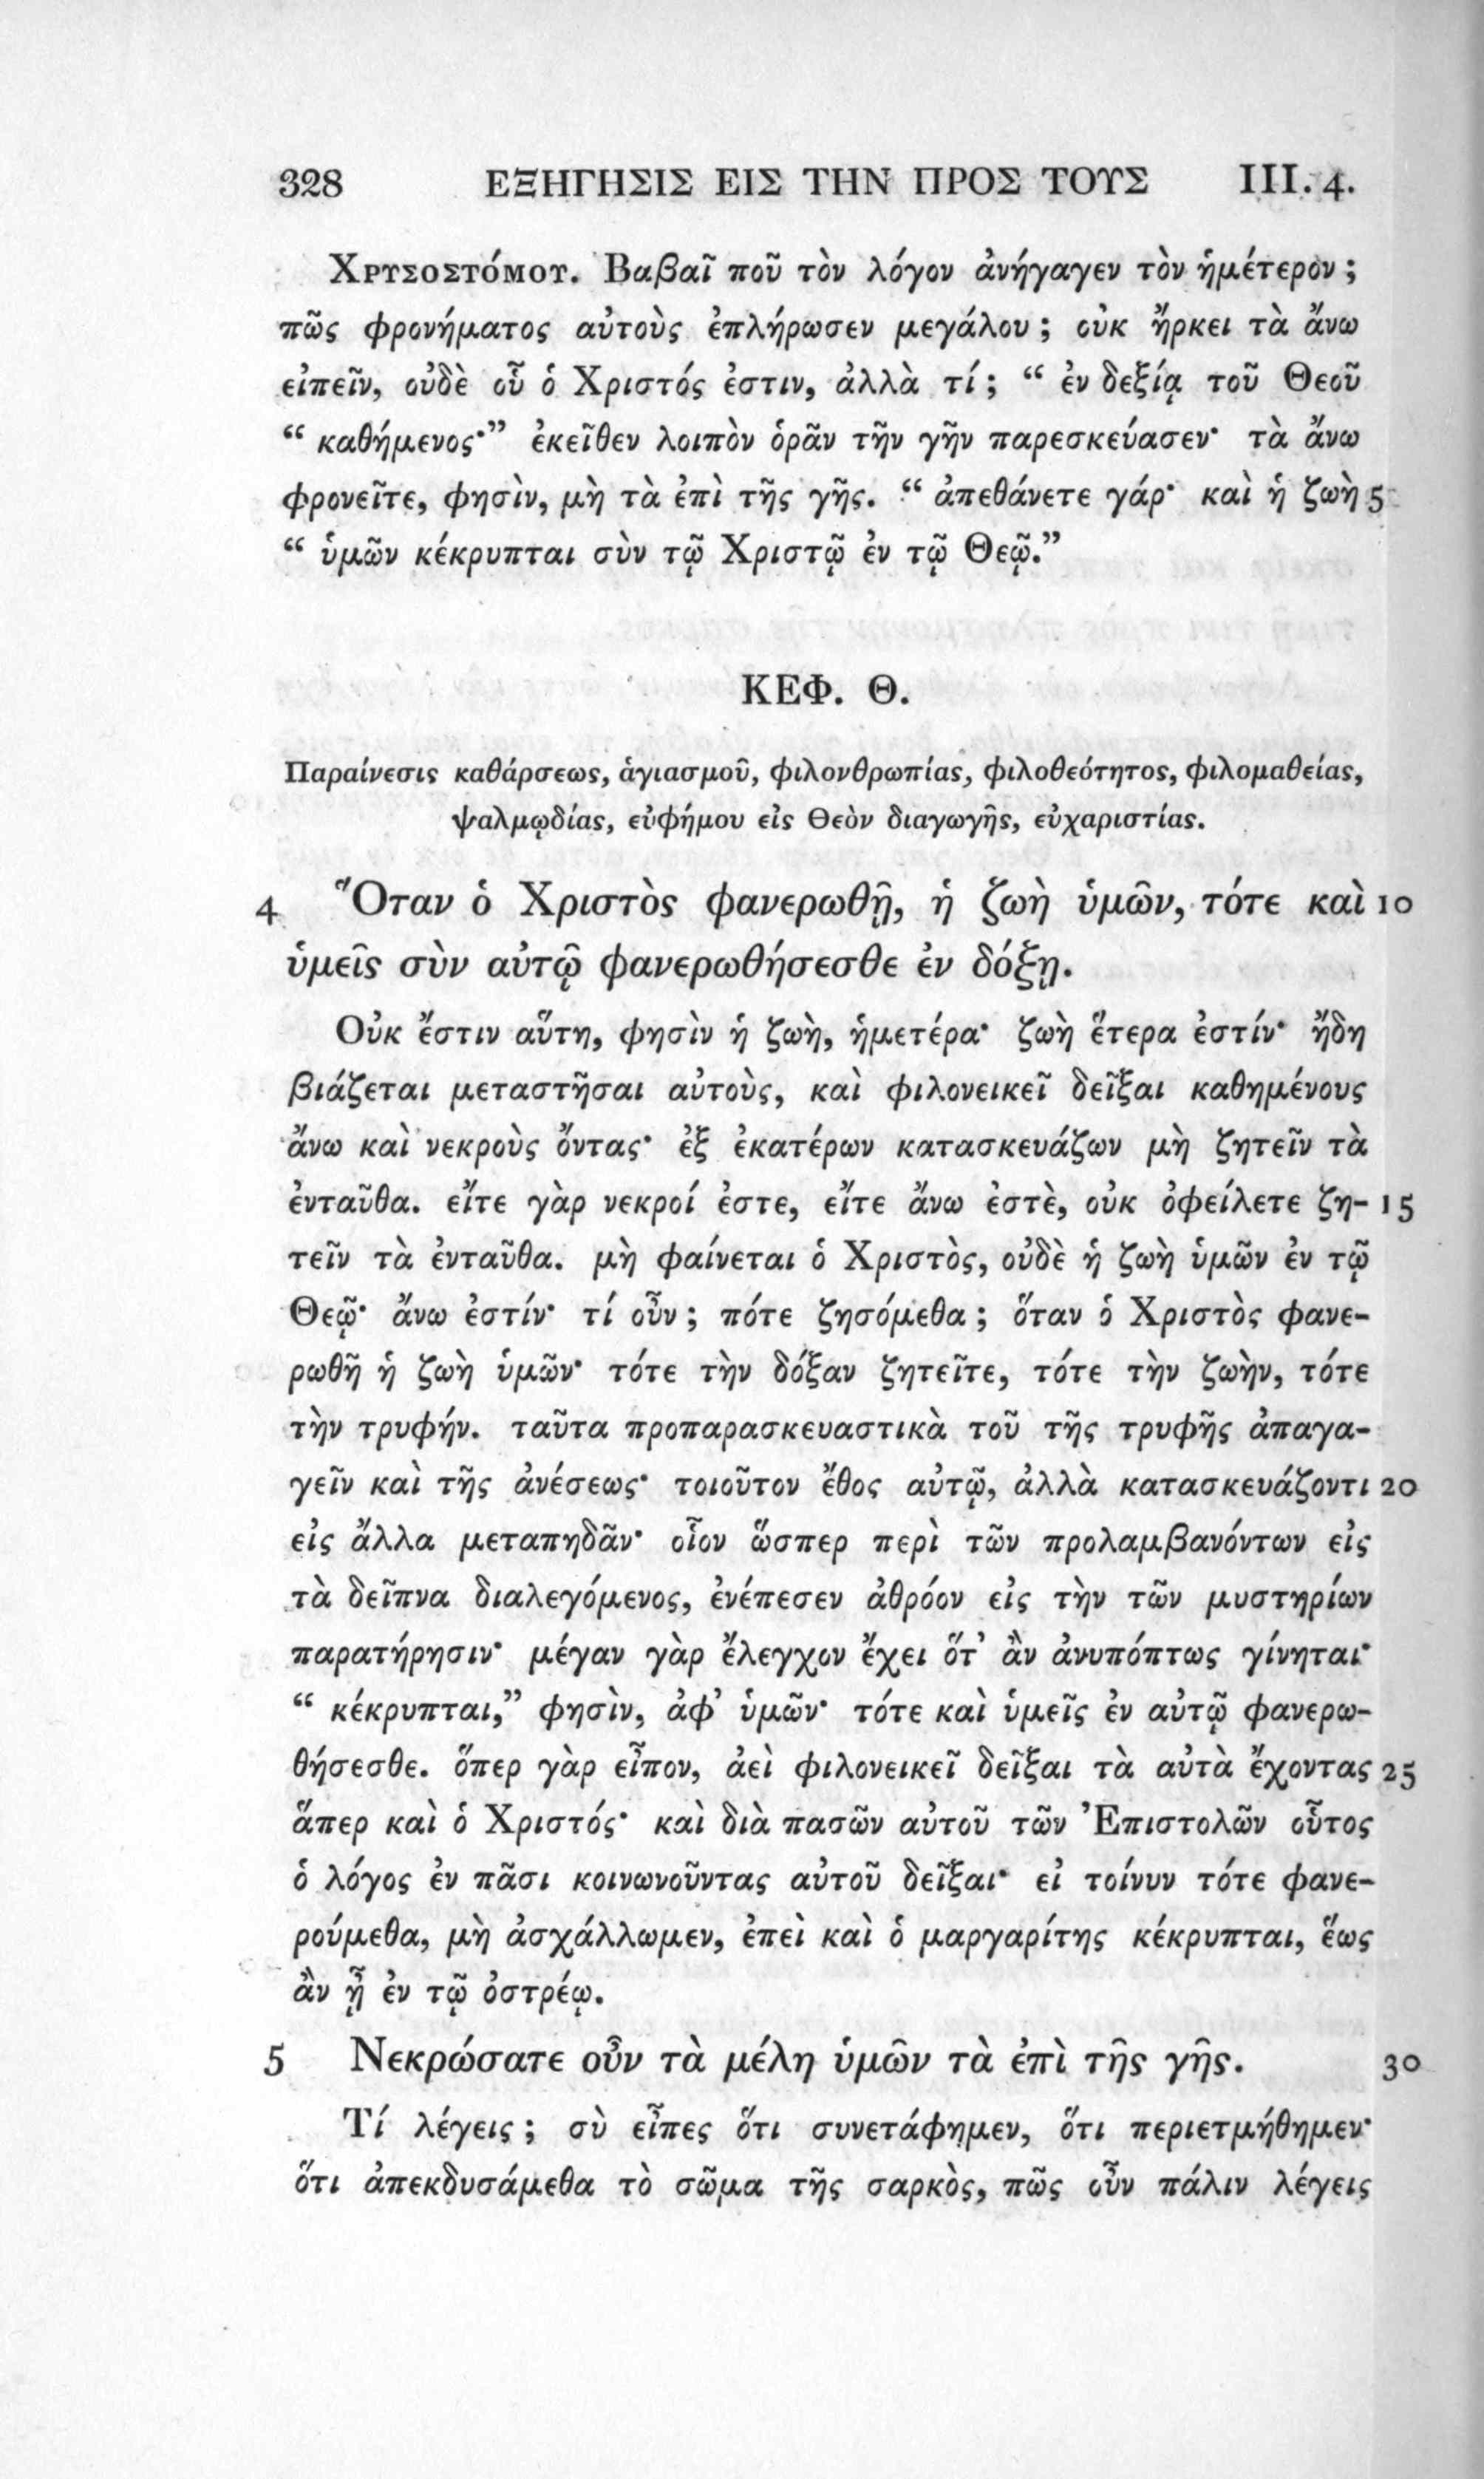 328 ΕΞΗΓΗΣΙΣ ΕΙΣ ΤΗΝ ΠΡΟΣ ΤΟΥΣ III. 4.
Χρυσοστόμου. Βαβαῖ ποῦ τὸν λόγον ἀνήγαγεν τὸν ἡμέτερον;
πῶς φρονήματος αὐτοὺς ἐπλήρωσεν μεγάλου; οὐκ ἤρκει τὰ ἄνω
εἰπεῖν, οὐδὲ οὗ ὁ Χριστός ἐστιν, ἀλλὰ τί; “ ἐν δεξίᾳ τοῦ Θεοῦ
“ καθήμενος·” ἐκεῖθεν λοιπὸν ὁρᾶν τῆν γῆν παρεσκεύασεν· τὰ ἄνω
φρονεῖτε, φησὶν, μὴ τὰ ἐπὶ τῆς γῆς. “ ἀπεθάνετε γάρ· καὶ ἡ ζωὴ 5
“ ὑμῶν κέκρυπται σὺν τῷ Χριστῷ ἐν τῷ Θεῷ.”
ΚΕΦ. Θ.
Παραίνεσις καθάρσεως, ἁγιασμοῦ, φιλονθρωπίας, φιλοθεότητος, φιλομαθείας,
ψαλμῳδίας, εὐφήμου εἰς Θεὸν διαγωγῆς, εὐχαριστίας.
4 Ὅταν ὁ Χριστὸς φανερωθῇ, ἡ ζωὴ ὑμῶν, τότε καὶ 10
ὑμεῖς σὺν αὐτῷ φανερωθήσεσθε ἐν δόξῃ.
Οὐκ ἔστιν αὕτη, φησὶν ἡ ζωὴ, ἡμετέρα· ζωὴ ἕτερα ἐστίν· ἤδη
βιάζεται μεταστῆσαι αὐτοὺς, καὶ φιλονεικεῖ δεῖξαι καθημένους
ἄνω καὶ νεκροὺς ὄντας· ἐξ ἑκατέρων κατασκευάζων μὴ ζητεῖν τὰ
ἐνταῦθα. εἴτε γὰρ νεκροί ἐστε, εἴτε ἄνω ἐστὲ, οὐκ ὀφείλετε ζη- 15
τεῖν τὰ ἐνταῦθα. μὴ φαίνεται ὁ Χριστὸς, οὐδὲ ἡ ζωὴ ὑμῶν ἐν τῷ
Θεῷ· ἄνω ἐστίν· τί οὖν; πότε ζησόμεθα; ὅταν ὁ Χριστὸς φανε-
ρωθῆ ἡ ζωὴ ὑμῶν· τότε τὴν δόξαν ζητεῖτε, τότε τὴν ζωὴν, τότε
τὴν τρυφήν. ταῦτα προπαρασκευαστικὰ τοῦ τῆς τρυφῆς ἀπαγα-
γεῖν καὶ τῆς ἀνέσεως· τοιοῦτον ἔθος αὐτῷ, ἀλλὰ κατασκευάζοντι 20
εἰς ἄλλα μεταπηδᾶν· οἷον ὥσπερ περὶ τῶν προλαμβανόντων εἰς
τὰ δεῖπνα διαλεγόμενος, ἐνέπεσεν ἀθρόον εἰς τὴν τῶν μυστηρίων
παρατήρησιν· μέγαν γὰρ ἔλεγχον ἔχει ὅτ’ ἂν ἀνυπόπτως γίνηται·
“ κέκρυπται,” φησὶν, ἀφ’ ὑμῶν· τότε καὶ ὑμεῖς ἐν αὐτῷ φανερω-
θήσεσθε. ὅπερ γὰρ εἶπον, ἀεὶ φιλονεικεῖ δεῖξαι τὰ αὐτὰ ἔχοντας 25
ἅπερ καὶ ὁ Χριστός· καὶ διὰ πασῶν αὐτοῦ τῶν Ἐπιστολῶν οὗτος
ὁ λόγος ἐν πᾶσι κοινωνοῦντας αὐτοῦ δεῖξαι· εἰ τοίνυν τότε φανε-
ρούμεθα, μὴ ἀσχάλλωμεν, ἐπεὶ καὶ ὁ μαργαρίτης κέκρυπται, ἕως
ἂν ᾖ ἐν τῷ ὀστρέῳ.
5 Νεκρώσατε οὖν τὰ μέλη ὑμῶν τὰ ἐπὶ τῆς γῆς. 30
Τί λέγεις; σὺ εἶπες ὅτι συνετάφημεν, ὅτι περιετμήθημεν·
ὅτι ἀπεκδυσάμεθα τὸ σῶμα τῆς σαρκὸς, πῶς οὖν πάλιν λέγεις